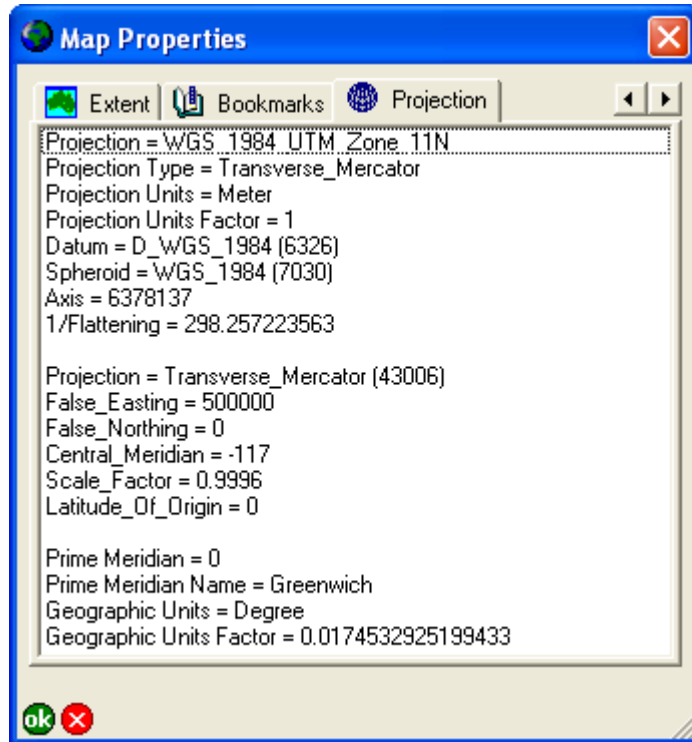 Map Properties
Extent Bookmarks Projection
Projection = WGS_1984_UTM_Zone_11N
Projection Type = Transverse_Mercator
Projection Units = Meter
Projection Units Factor = 1
Datum = D_WGS_1984 (6326)
Spheroid = WGS_1984 (7030)
Axis = 6378137
1/Flattening = 298.257223563
Projection = Transverse_Mercator (43006)
False_Easting = 500000
False_Northing = 0
Central_Meridian = -117
Scale_Factor = 0.9996
Latitude_Of_Origin = 0
Prime Meridian = 0
Prime Meridian Name = Greenwich
Geographic Units = Degree
Geographic Units Factor = 0.0174532925199433
ok